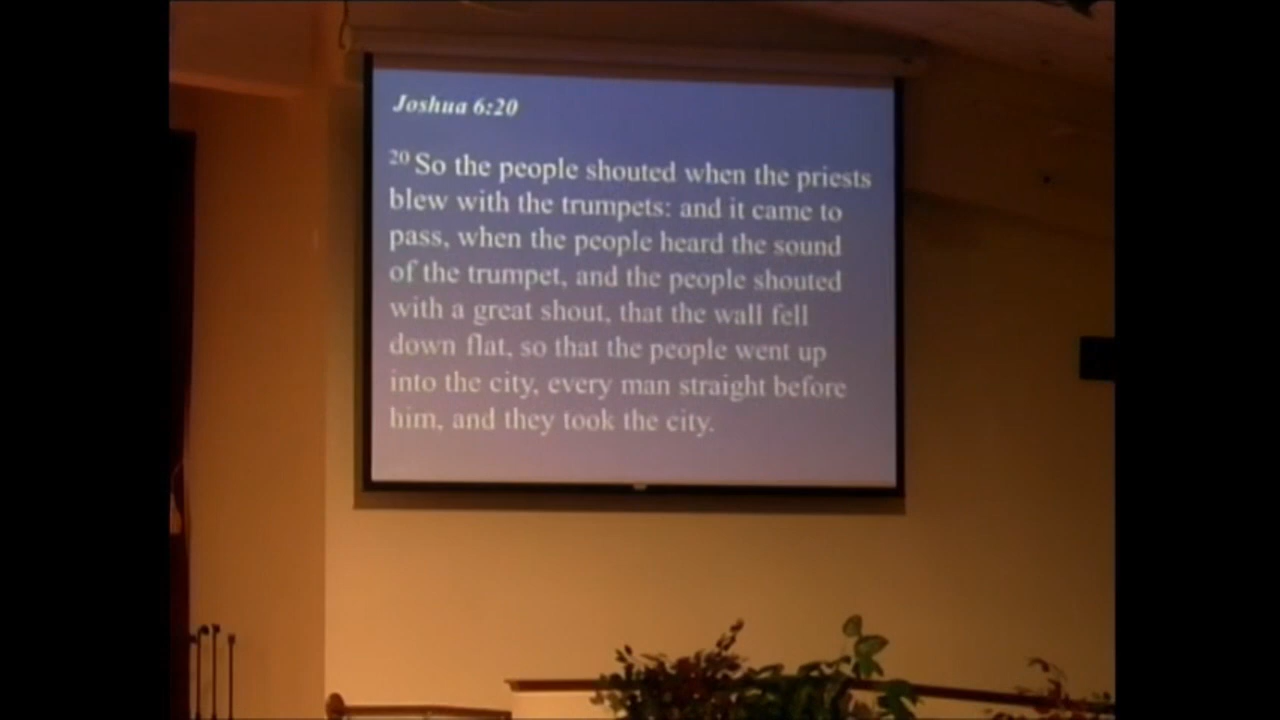 Joshua 6:20
20 So the people shouted when the priests
blew with the trumpets: and it came to
pass, when the people heard the sound
of the trumpet, and the people shouted
with a great shout, that the wall fell
down flat, so that the people went up
into the city, every man straight before
him, and they took the city.